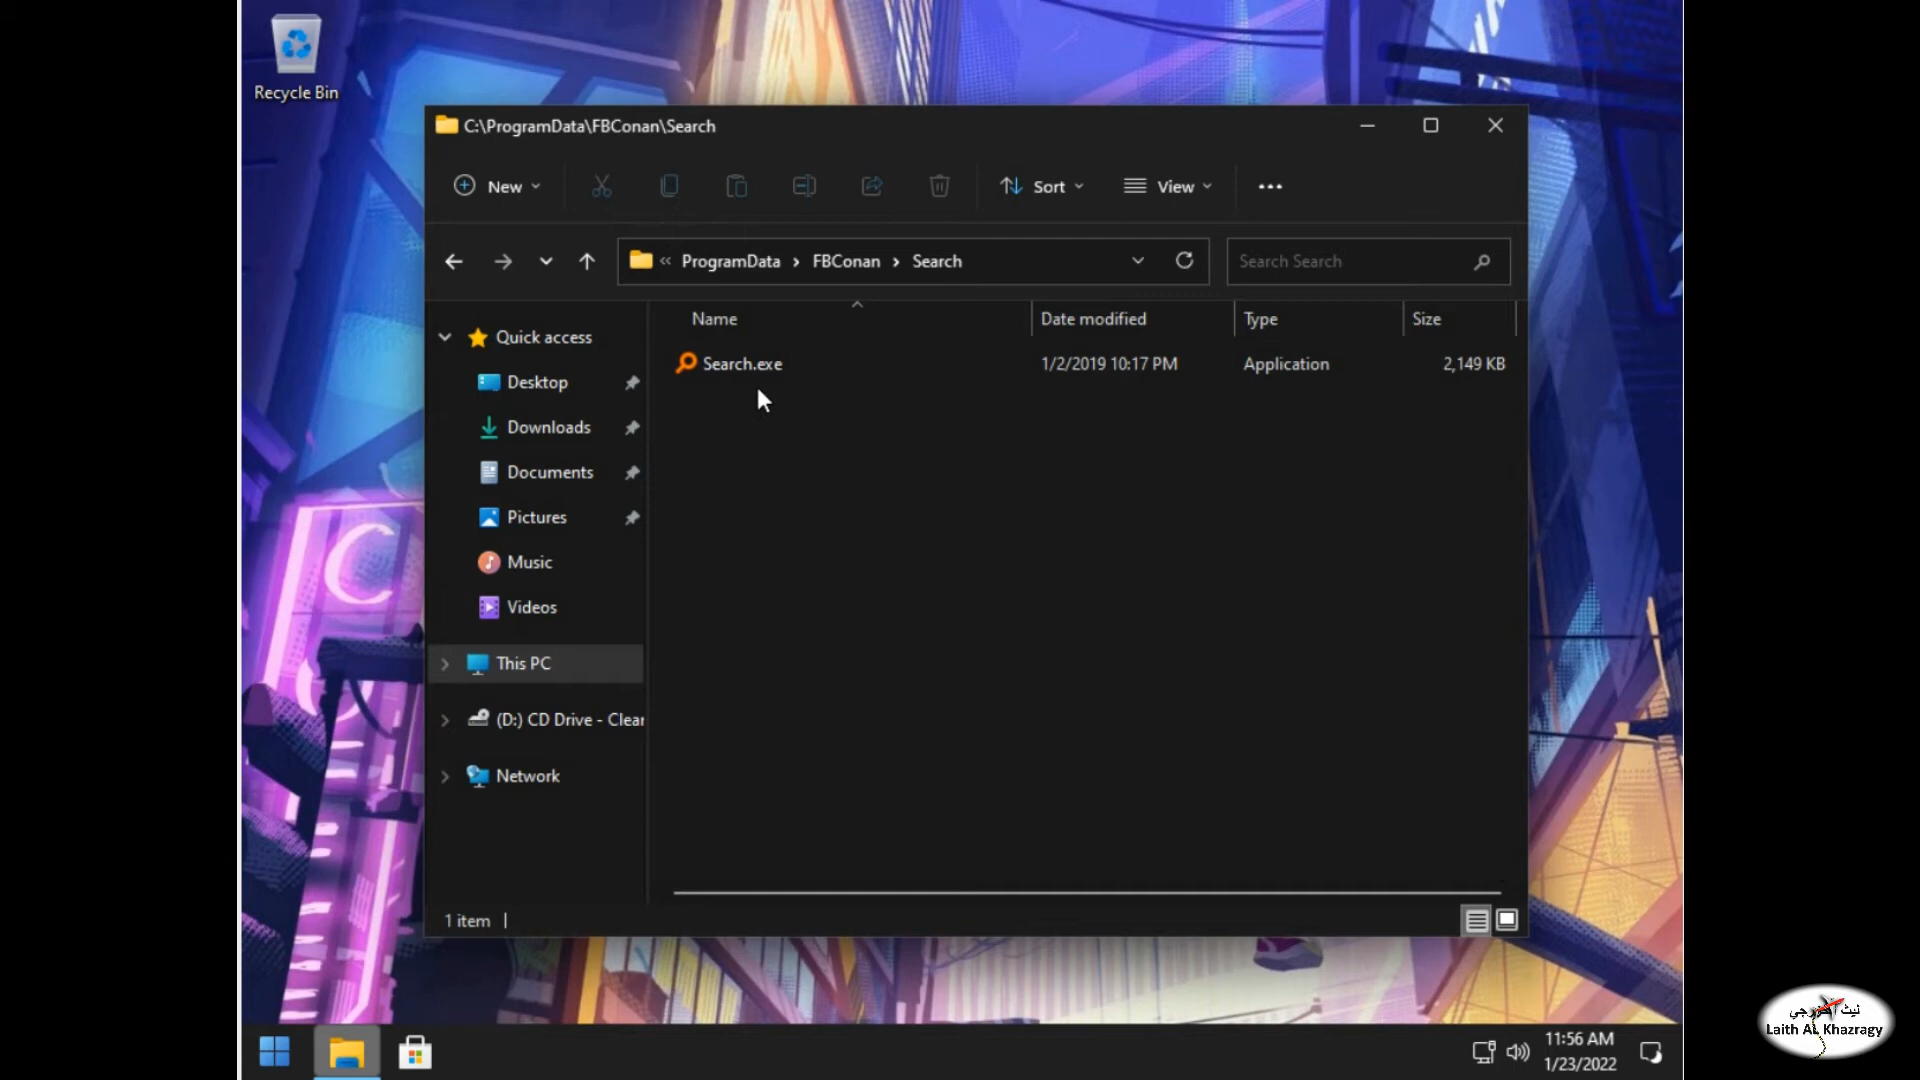 Recycle Bin
C:\ProgramData\FBConan\Search
New
Sort
View
« ProgramData › FBConan › Search
Search Search
Name
Date modified
Type
Size
Search.exe
1/2/2019 10:17 PM
Application
2,149 KB
Quick access
Desktop
Downloads
Documents
Pictures
Music
Videos
This PC
(D:) CD Drive - Clear
Network
1 item
11:56 AM
1/23/2022
ليث الخزرجي
Laith AL Khazragy